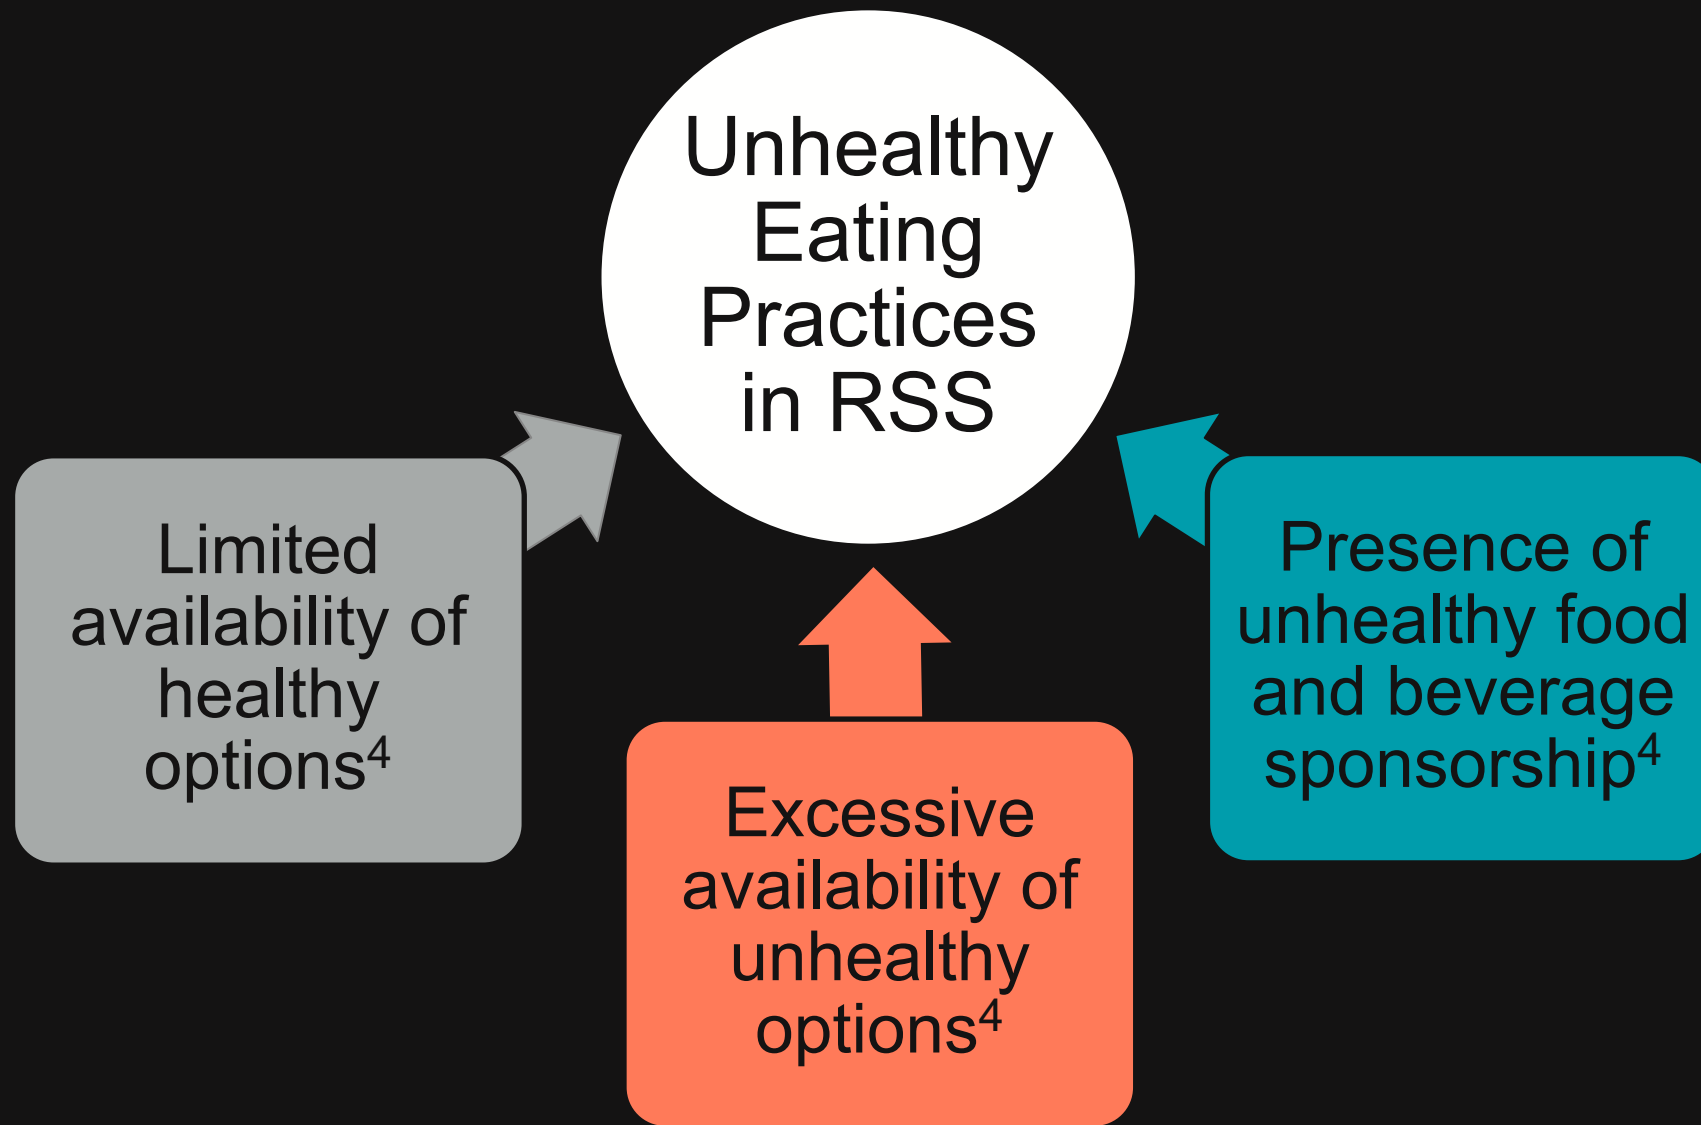 Unhealthy
Eating
Practices
in RSS
Limited
availability of
healthy
options⁴
Excessive
availability of
unhealthy
options⁴
Presence of
unhealthy food
and beverage
sponsorship⁴